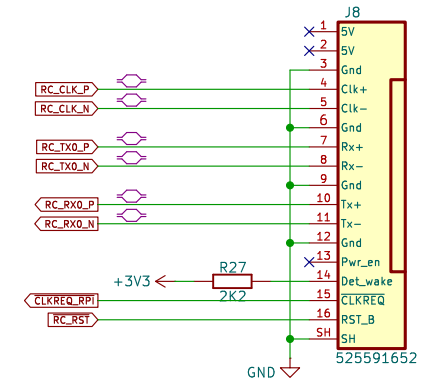 J8
1 5V
2 5V
3 Gnd
RC_CLK_P 4 Clk+
RC_CLK_N 5 Clk-
6 Gnd
RC_TX0_P 7 Rx+
RC_TX0_N 8 Rx-
9 Gnd
RC_RX0_P 10 Tx+
RC_RX0_N 11 Tx-
12 Gnd
13 Pwr_en
R27
+3V3 14 Det_wake
2K2
CLKREQ_RPI 15 CLKREQ
RC_RST 16 RST_B
SH SH
525591652
GND